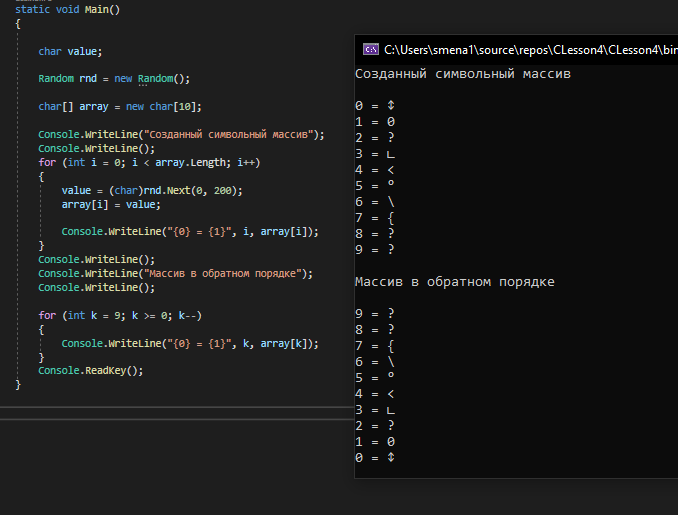 static void Main()
{
char value;
Random rnd = new Random();
char[] array = new char[10];
Console.WriteLine("Созданный символьный массив");
Console.WriteLine();
for (int i = 0; i < array.Length; i++)
{
value = (char)rnd.Next(0, 200);
array[i] = value;
Console.WriteLine("{0} = {1}", i, array[i]);
}
Console.WriteLine();
Console.WriteLine("Массив в обратном порядке");
Console.WriteLine();
for (int k = 9; k >= 0; k--)
{
Console.WriteLine("{0} = {1}", k, array[k]);
}
Console.ReadKey();
}
C:\Users\smena1\source\repos\CLesson4\CLesson4\bin
Созданный символьный массив
0 = ↕
1 = 0
2 = ?
3 = ∟
4 = <
5 = °
6 = \
7 = {
8 = ?
9 = ?
Массив в обратном порядке
9 = ?
8 = ?
7 = {
6 = \
5 = °
4 = <
3 = ∟
2 = ?
1 = 0
0 = ↕